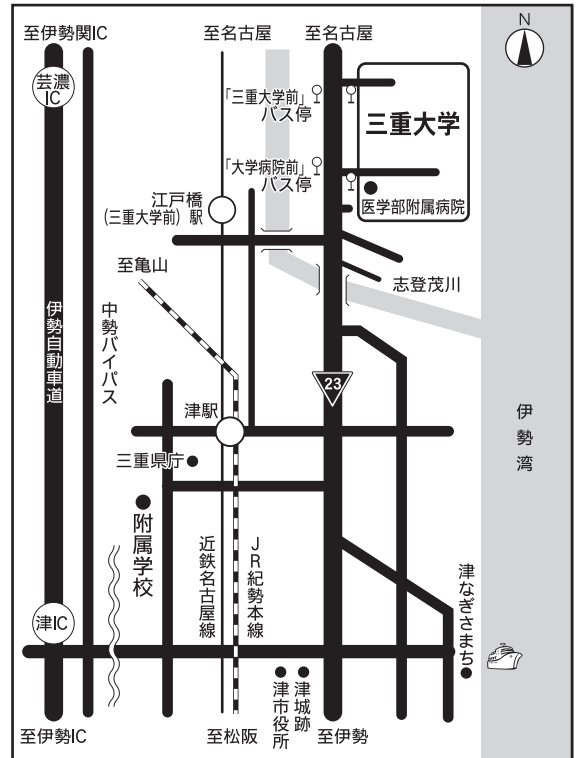 至伊勢関IC
至名古屋
至名古屋
N
芸濃
IC
「三重大学前」
バス停
三重大学
「大学病院前」
バス停
医学部附属病院
江戸橋
(三重大学前) 駅
至亀山
志登茂川
伊勢自動車道
中勢バイパス
23
津駅
伊勢湾
三重県庁
附属学校
近鉄名古屋線
JR紀勢本線
津なぎさまち
津IC
津市役所
津城跡
至伊勢IC
至松阪
至伊勢